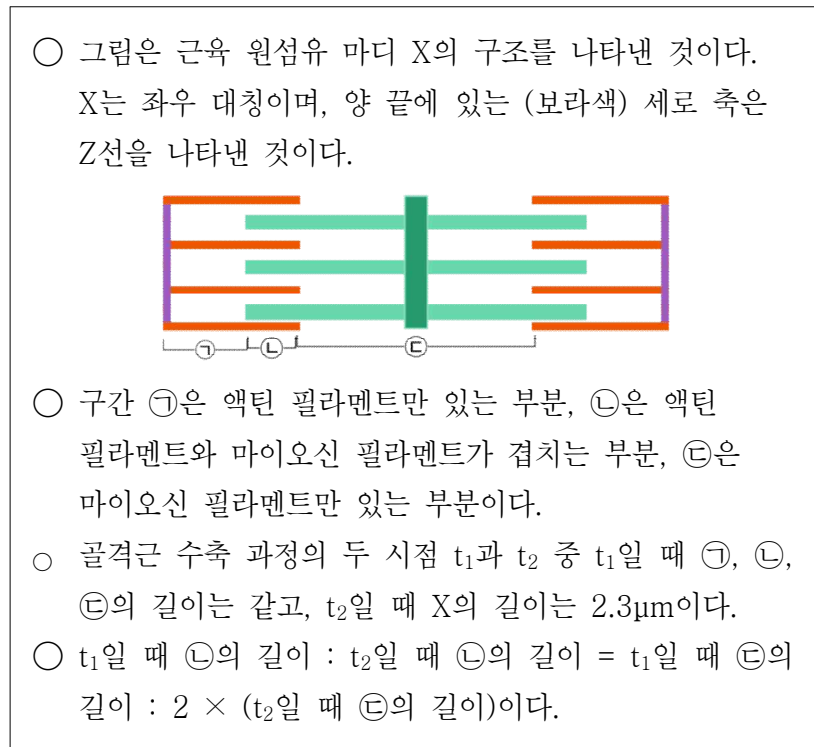 ○ 그림은 근육 원섬유 마디 X의 구조를 나타낸 것이다.
X는 좌우 대칭이며, 양 끝에 있는 (보라색) 세로 축은
Z선을 나타낸 것이다.
㉠ ㉡ ㉢
○ 구간 ㉠은 액틴 필라멘트만 있는 부분, ㉡은 액틴
필라멘트와 마이오신 필라멘트가 겹치는 부분, ㉢은
마이오신 필라멘트만 있는 부분이다.
○ 골격근 수축 과정의 두 시점 t₁과 t₂ 중 t₁일 때 ㉠, ㉡,
㉢의 길이는 같고, t₂일 때 X의 길이는 2.3μm이다.
○ t₁일 때 ㉡의 길이 : t₂일 때 ㉡의 길이 = t₁일 때 ㉢의
길이 : 2 × (t₂일 때 ㉢의 길이)이다.